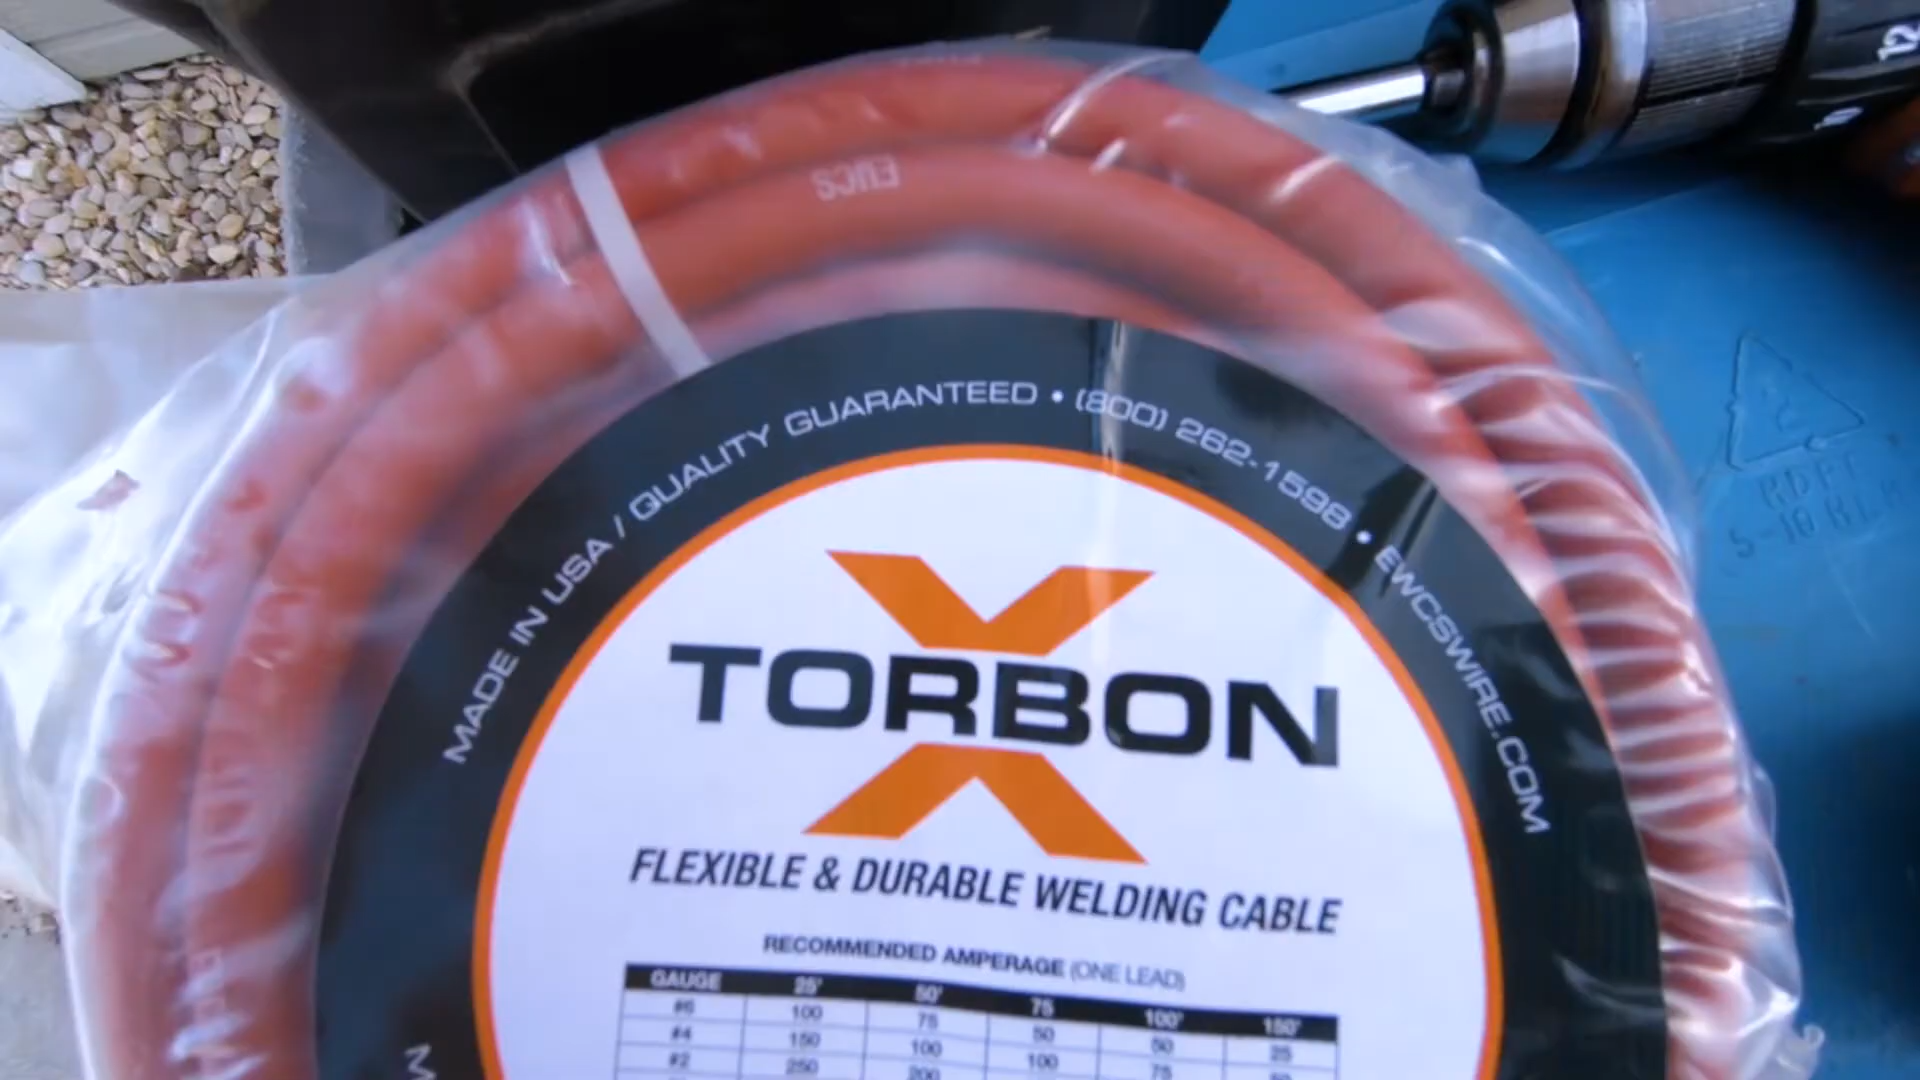 12
10
EWCS
MADE IN USA / QUALITY GUARANTEED • (800) 262-1598 • EWCSWIRE.COM
TORBON
X
FLEXIBLE & DURABLE WELDING CABLE
RECOMMENDED AMPERAGE (ONE LEAD)
GAUGE 25' 50' 75 100' 150'
#6 100 75 50 50 25
#4 150 100 100 75 50
#2 250 200